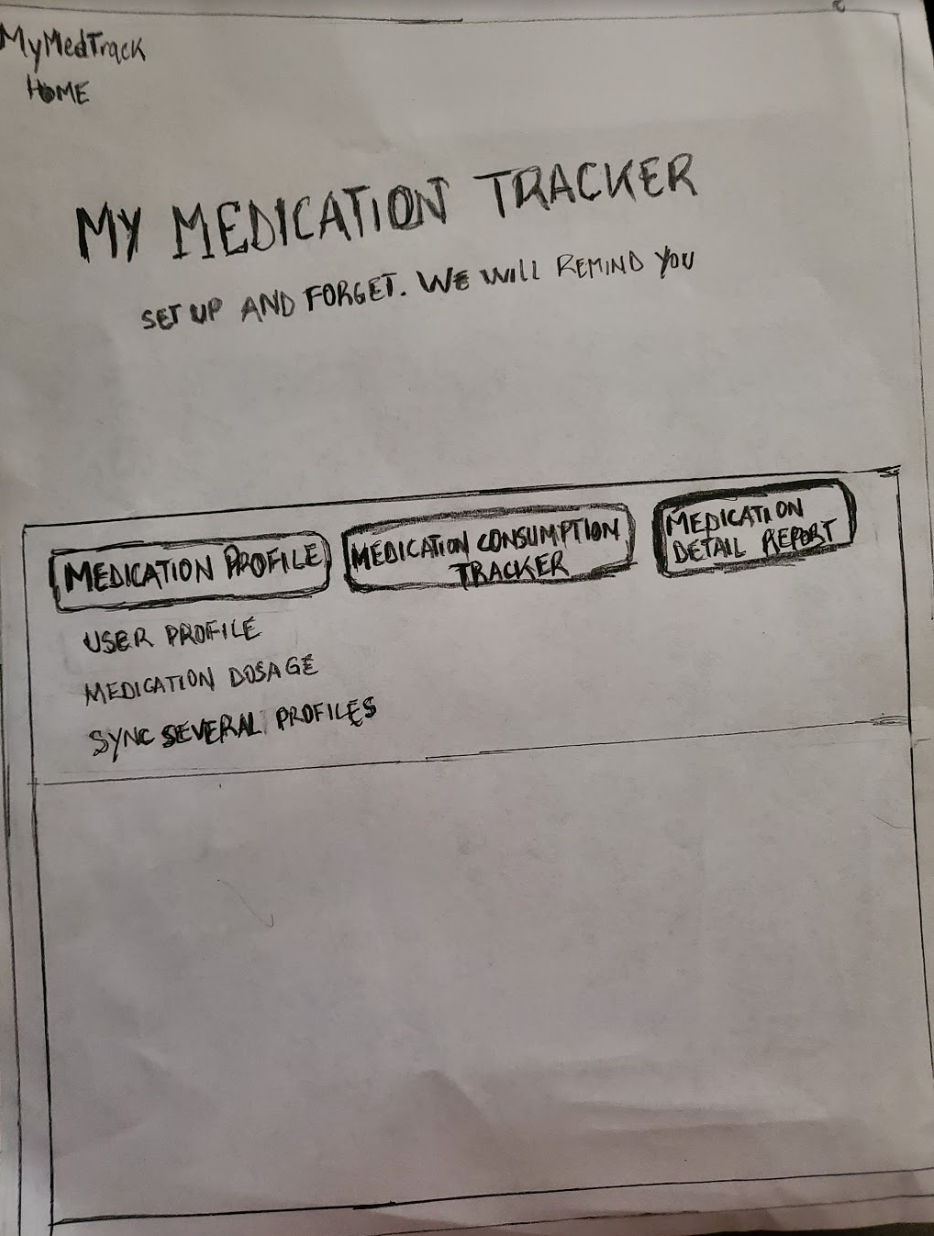 MyMedTrack
HOME
MY MEDICATION TRACKER
SET UP AND FORGET. WE WILL REMIND YOU
MEDICATION PROFILE
MEDICATION CONSUMPTION
TRACKER
MEDICATION
DETAIL REPORT
USER PROFILE
MEDICATION DOSAGE
SYNC SEVERAL PROFILES